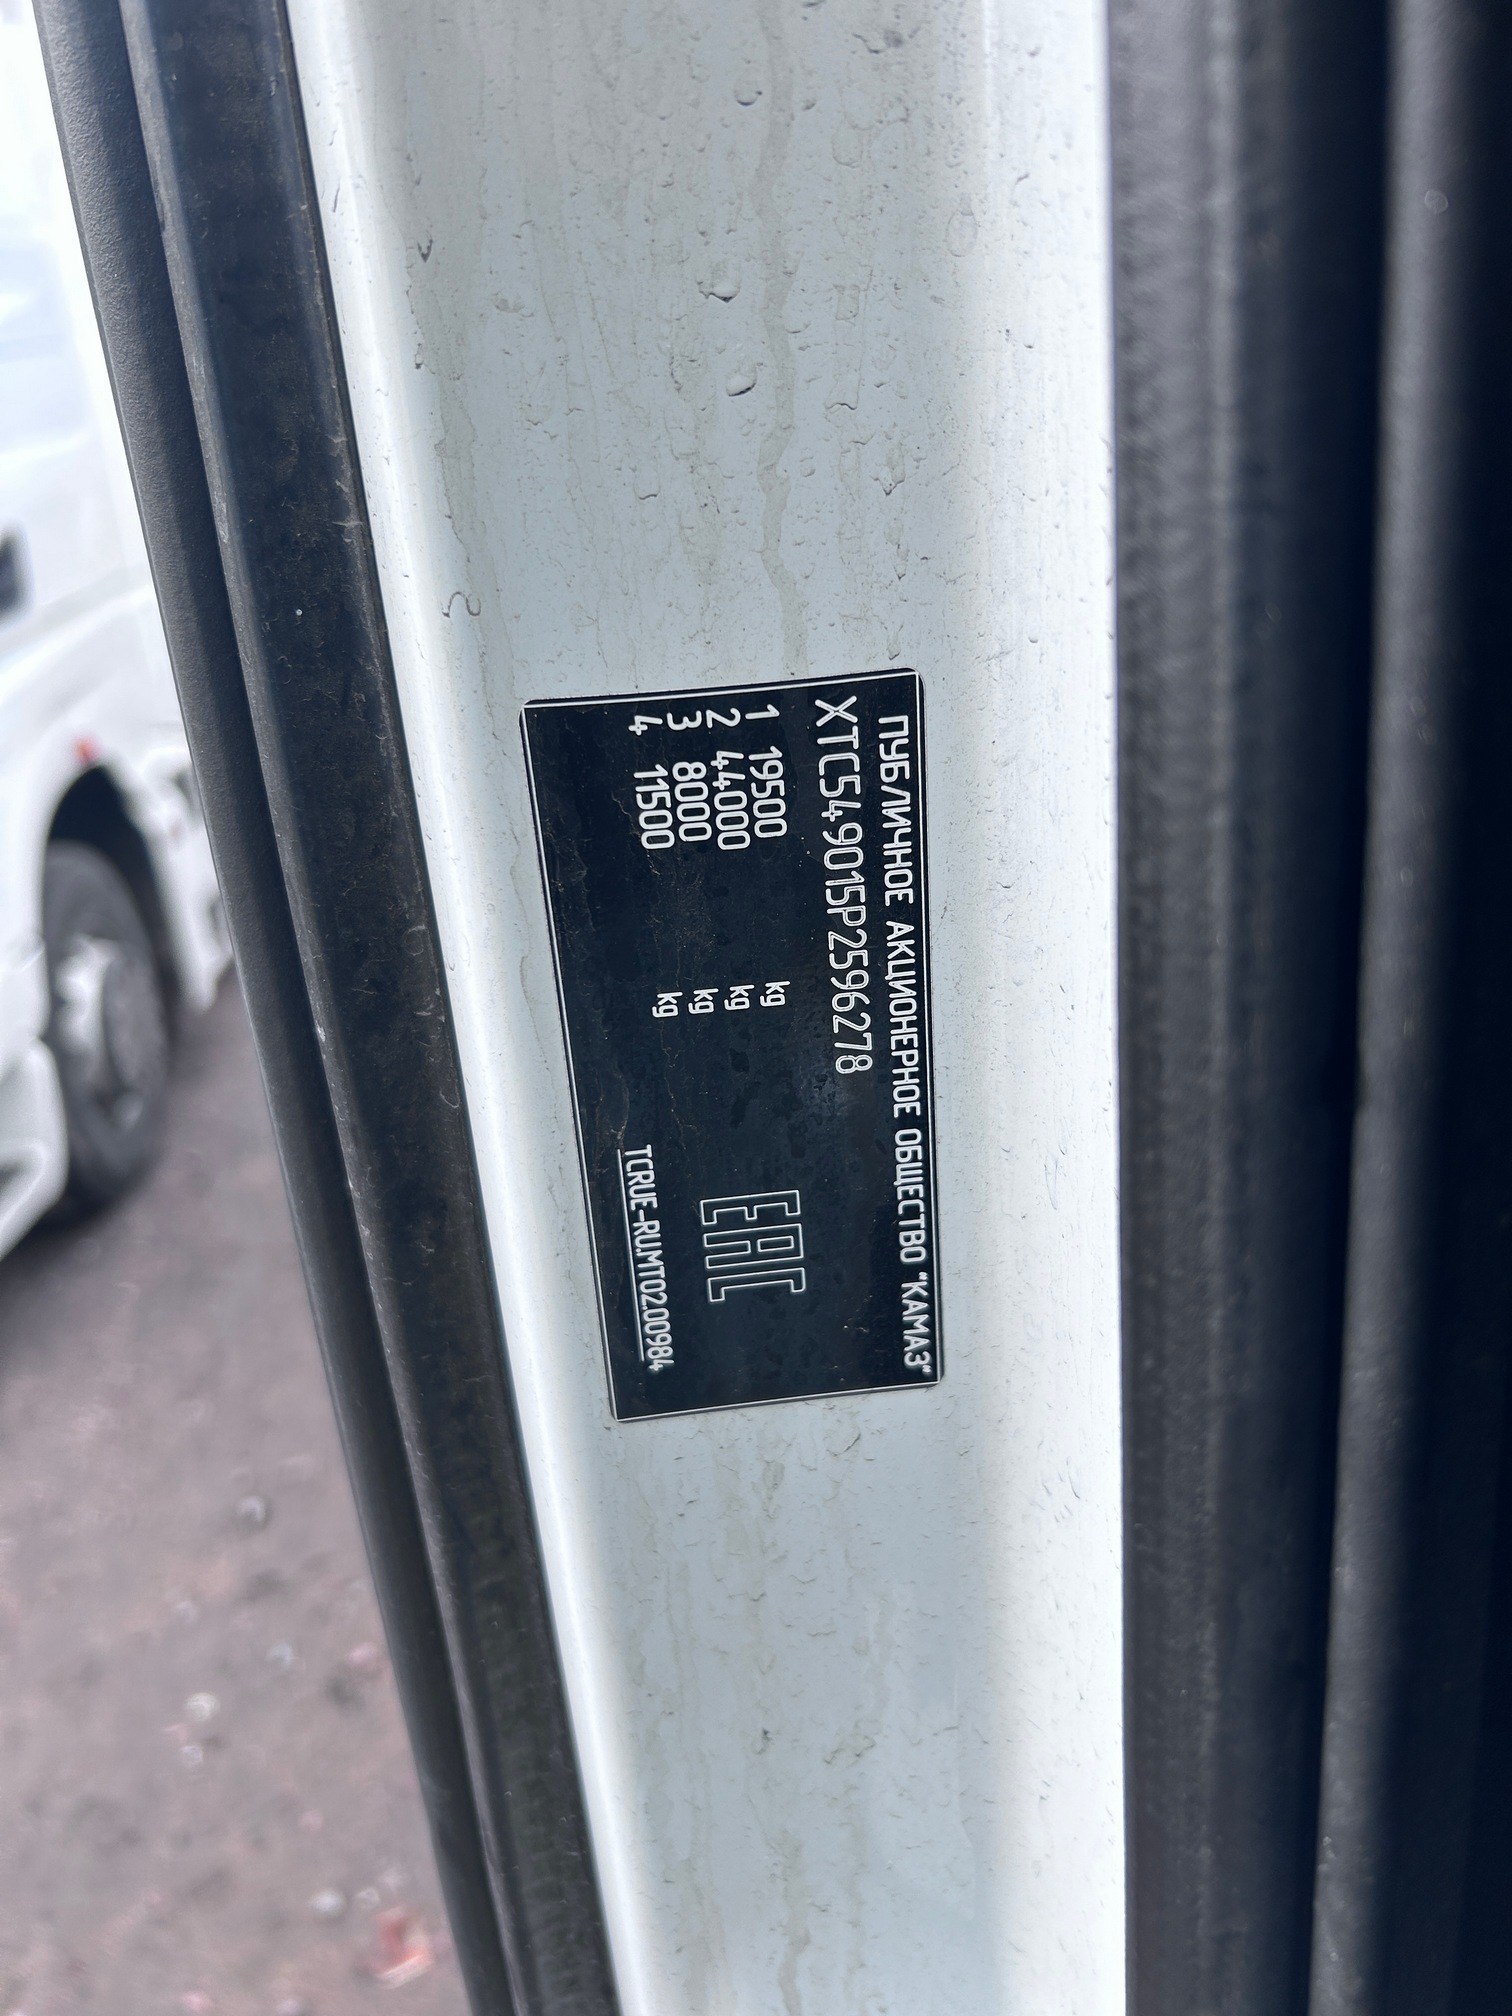 ПУБЛИЧНОЕ АКЦИОНЕРНОЕ ОБЩЕСТВО "КАМАЗ"
XTC549015P2596278
1 19500 kg
2 44000 kg
3 8000 kg
4 11500 kg
EAC
TCRUE-RU.MT02.00984